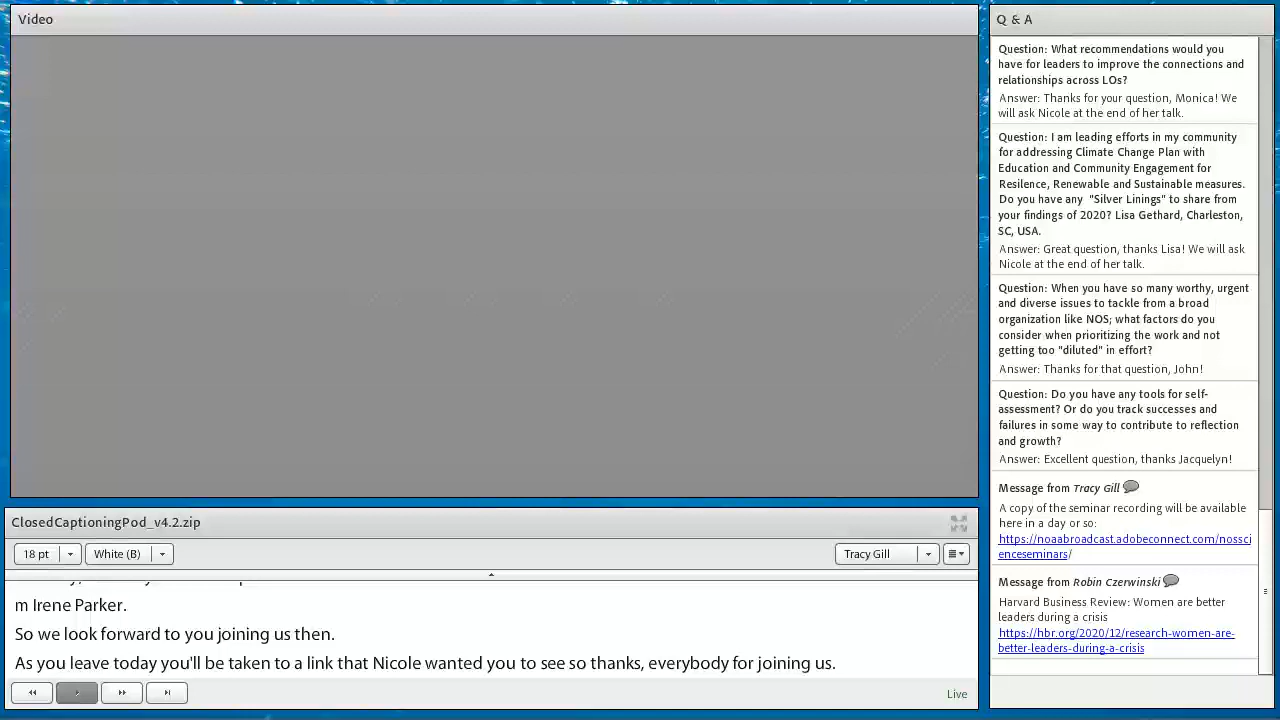 Video
ClosedCaptioningPod_v4.2.zip
18 pt
White (B)
Tracy Gill
m Irene Parker.
So we look forward to you joining us then.
As you leave today you'll be taken to a link that Nicole wanted you to see so thanks, everybody for joining us.
Live
Q & A
Question: What recommendations would you
have for leaders to improve the connections and
relationships across LOs?
Answer: Thanks for your question, Monica! We
will ask Nicole at the end of her talk.
Question: I am leading efforts in my community
for addressing Climate Change Plan with
Education and Community Engagement for
Resilence, Renewable and Sustainable measures.
Do you have any "Silver Linings" to share from
your findings of 2020? Lisa Gethard, Charleston,
SC, USA.
Answer: Great question, thanks Lisa! We will ask
Nicole at the end of her talk.
Question: When you have so many worthy, urgent
and diverse issues to tackle from a broad
organization like NOS; what factors do you
consider when prioritizing the work and not
getting too "diluted" in effort?
Answer: Thanks for that question, John!
Question: Do you have any tools for self-
assessment? Or do you track successes and
failures in some way to contribute to reflection
and growth?
Answer: Excellent question, thanks Jacquelyn!
Message from Tracy Gill
A copy of the seminar recording will be available
here in a day or so:
https://noaabroadcast.adobeconnect.com/nossci
enceseminars/
Message from Robin Czerwinski
Harvard Business Review: Women are better
leaders during a crisis
https://hbr.org/2020/12/research-women-are-
better-leaders-during-a-crisis